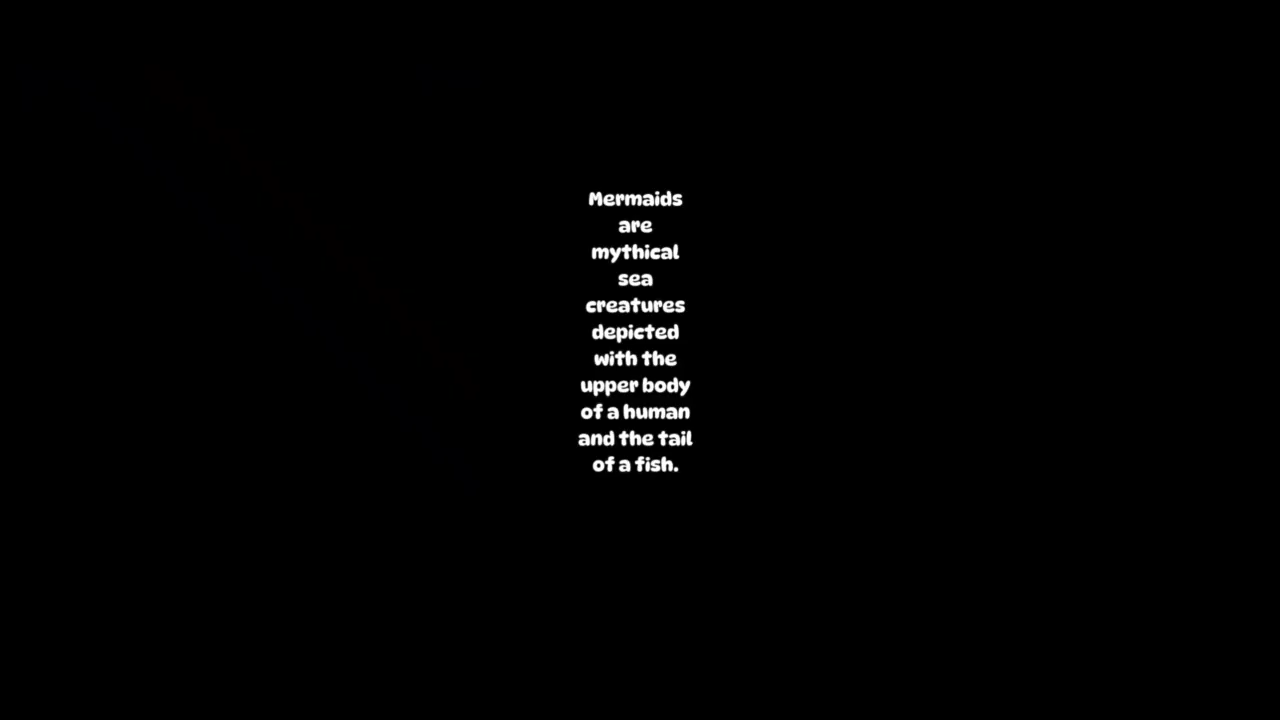 Mermaids
are
mythical
sea
creatures
depicted
with the
upper body
of a human
and the tail
of a fish.